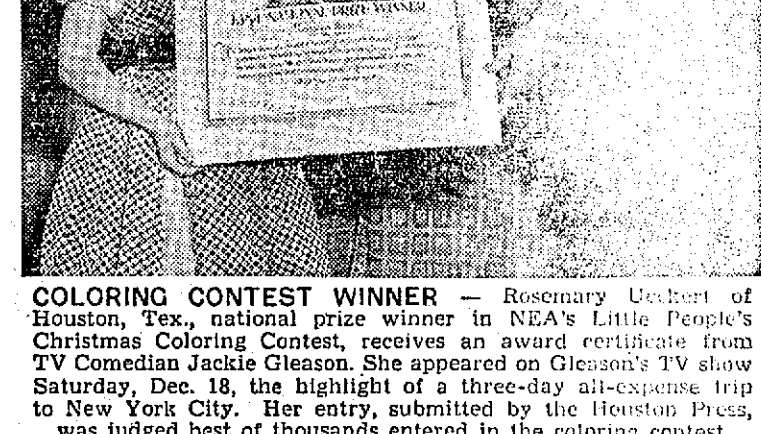 NATIONAL PRIZE WINNER
COLORING CONTEST WINNER — Rosemary Ueckert of
Houston, Tex., national prize winner in NEA's Little People's
Christmas Coloring Contest, receives an award certificate from
TV Comedian Jackie Gleason. She appeared on Gleason's TV show
Saturday, Dec. 18, the highlight of a three-day all-expense trip
to New York City. Her entry, submitted by the Houston Press,
was judged best of thousands entered in the coloring contest